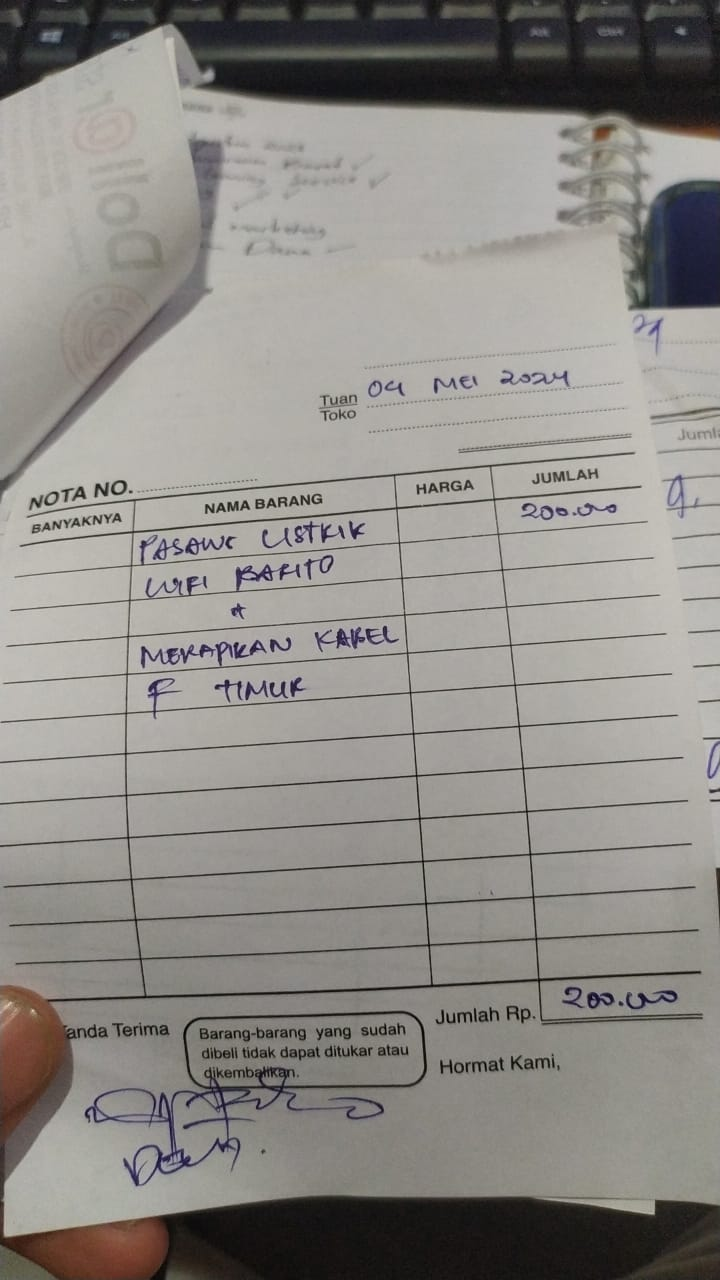 Dana
Tuan 04 MEI 2024
Toko
NOTA NO.
BANYAKNYA NAMA BARANG HARGA JUMLAH
PASANG LISTRIK 200.000
WIFI BARITO
+
MERAPIKAN KABEL
F TIMUR
Jumlah Rp. 200.000
Tanda Terima
Barang-barang yang sudah
dibeli tidak dapat ditukar atau
dikembalikan.
Hormat Kami,